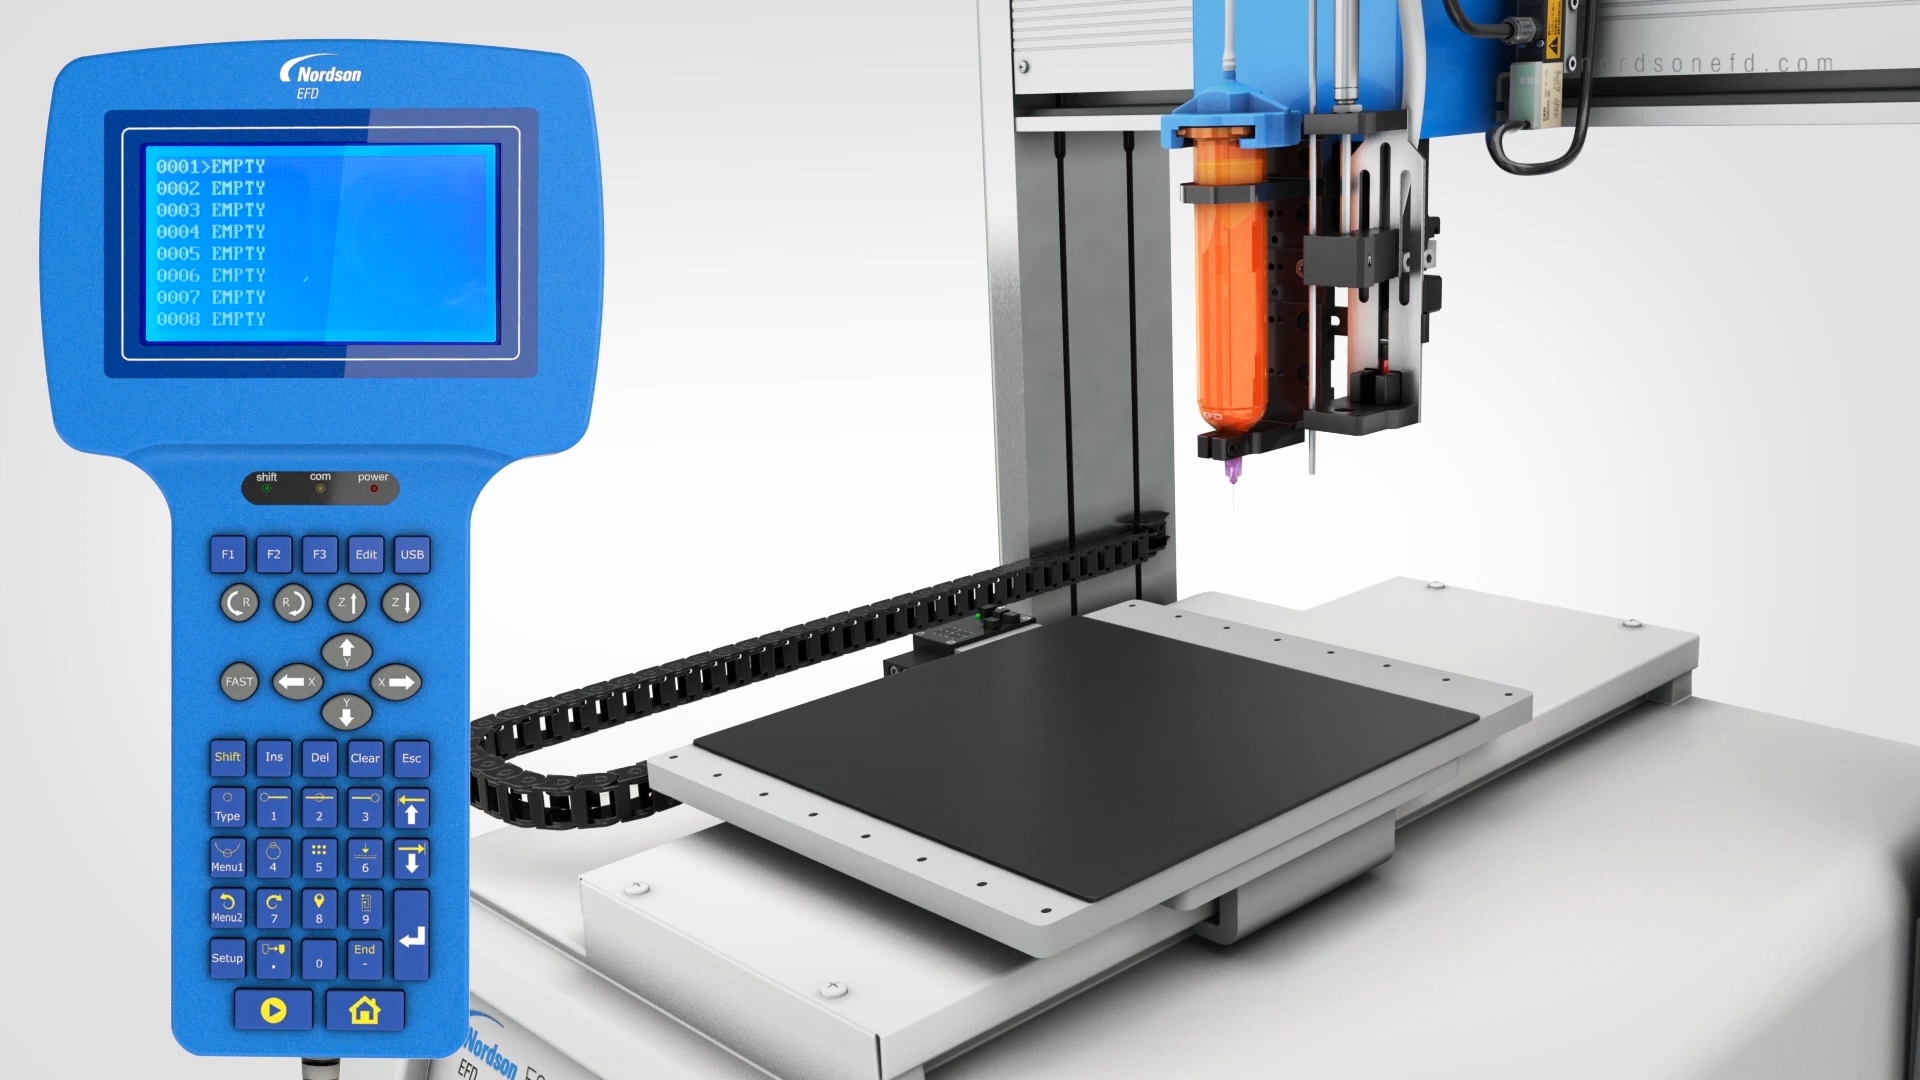 Nordson
EFD
0001>EMPTY
0002 EMPTY
0003 EMPTY
0004 EMPTY
0005 EMPTY
0006 EMPTY
0007 EMPTY
0008 EMPTY
shift com power
F1 F2 F3 Edit USB
R R Z Z
Y
FAST X X
Y
Shift Ins Del Clear Esc
Type 1 2 3
Menu1 4 5 6
Menu2 7 8 9
End
Setup . 0 -
nordsonefd.com
EFD
A
Nordson
EFD